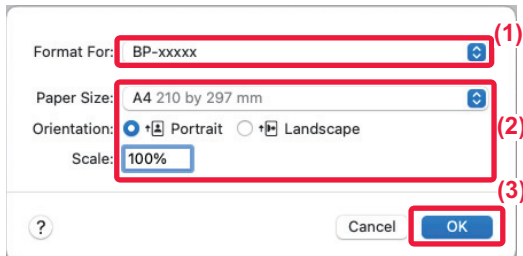 (1)
Format For: BP-xxxxx
Paper Size: A4 210 by 297 mm
Orientation: Portrait Landscape
(2)
Scale: 100%
(3)
? Cancel OK